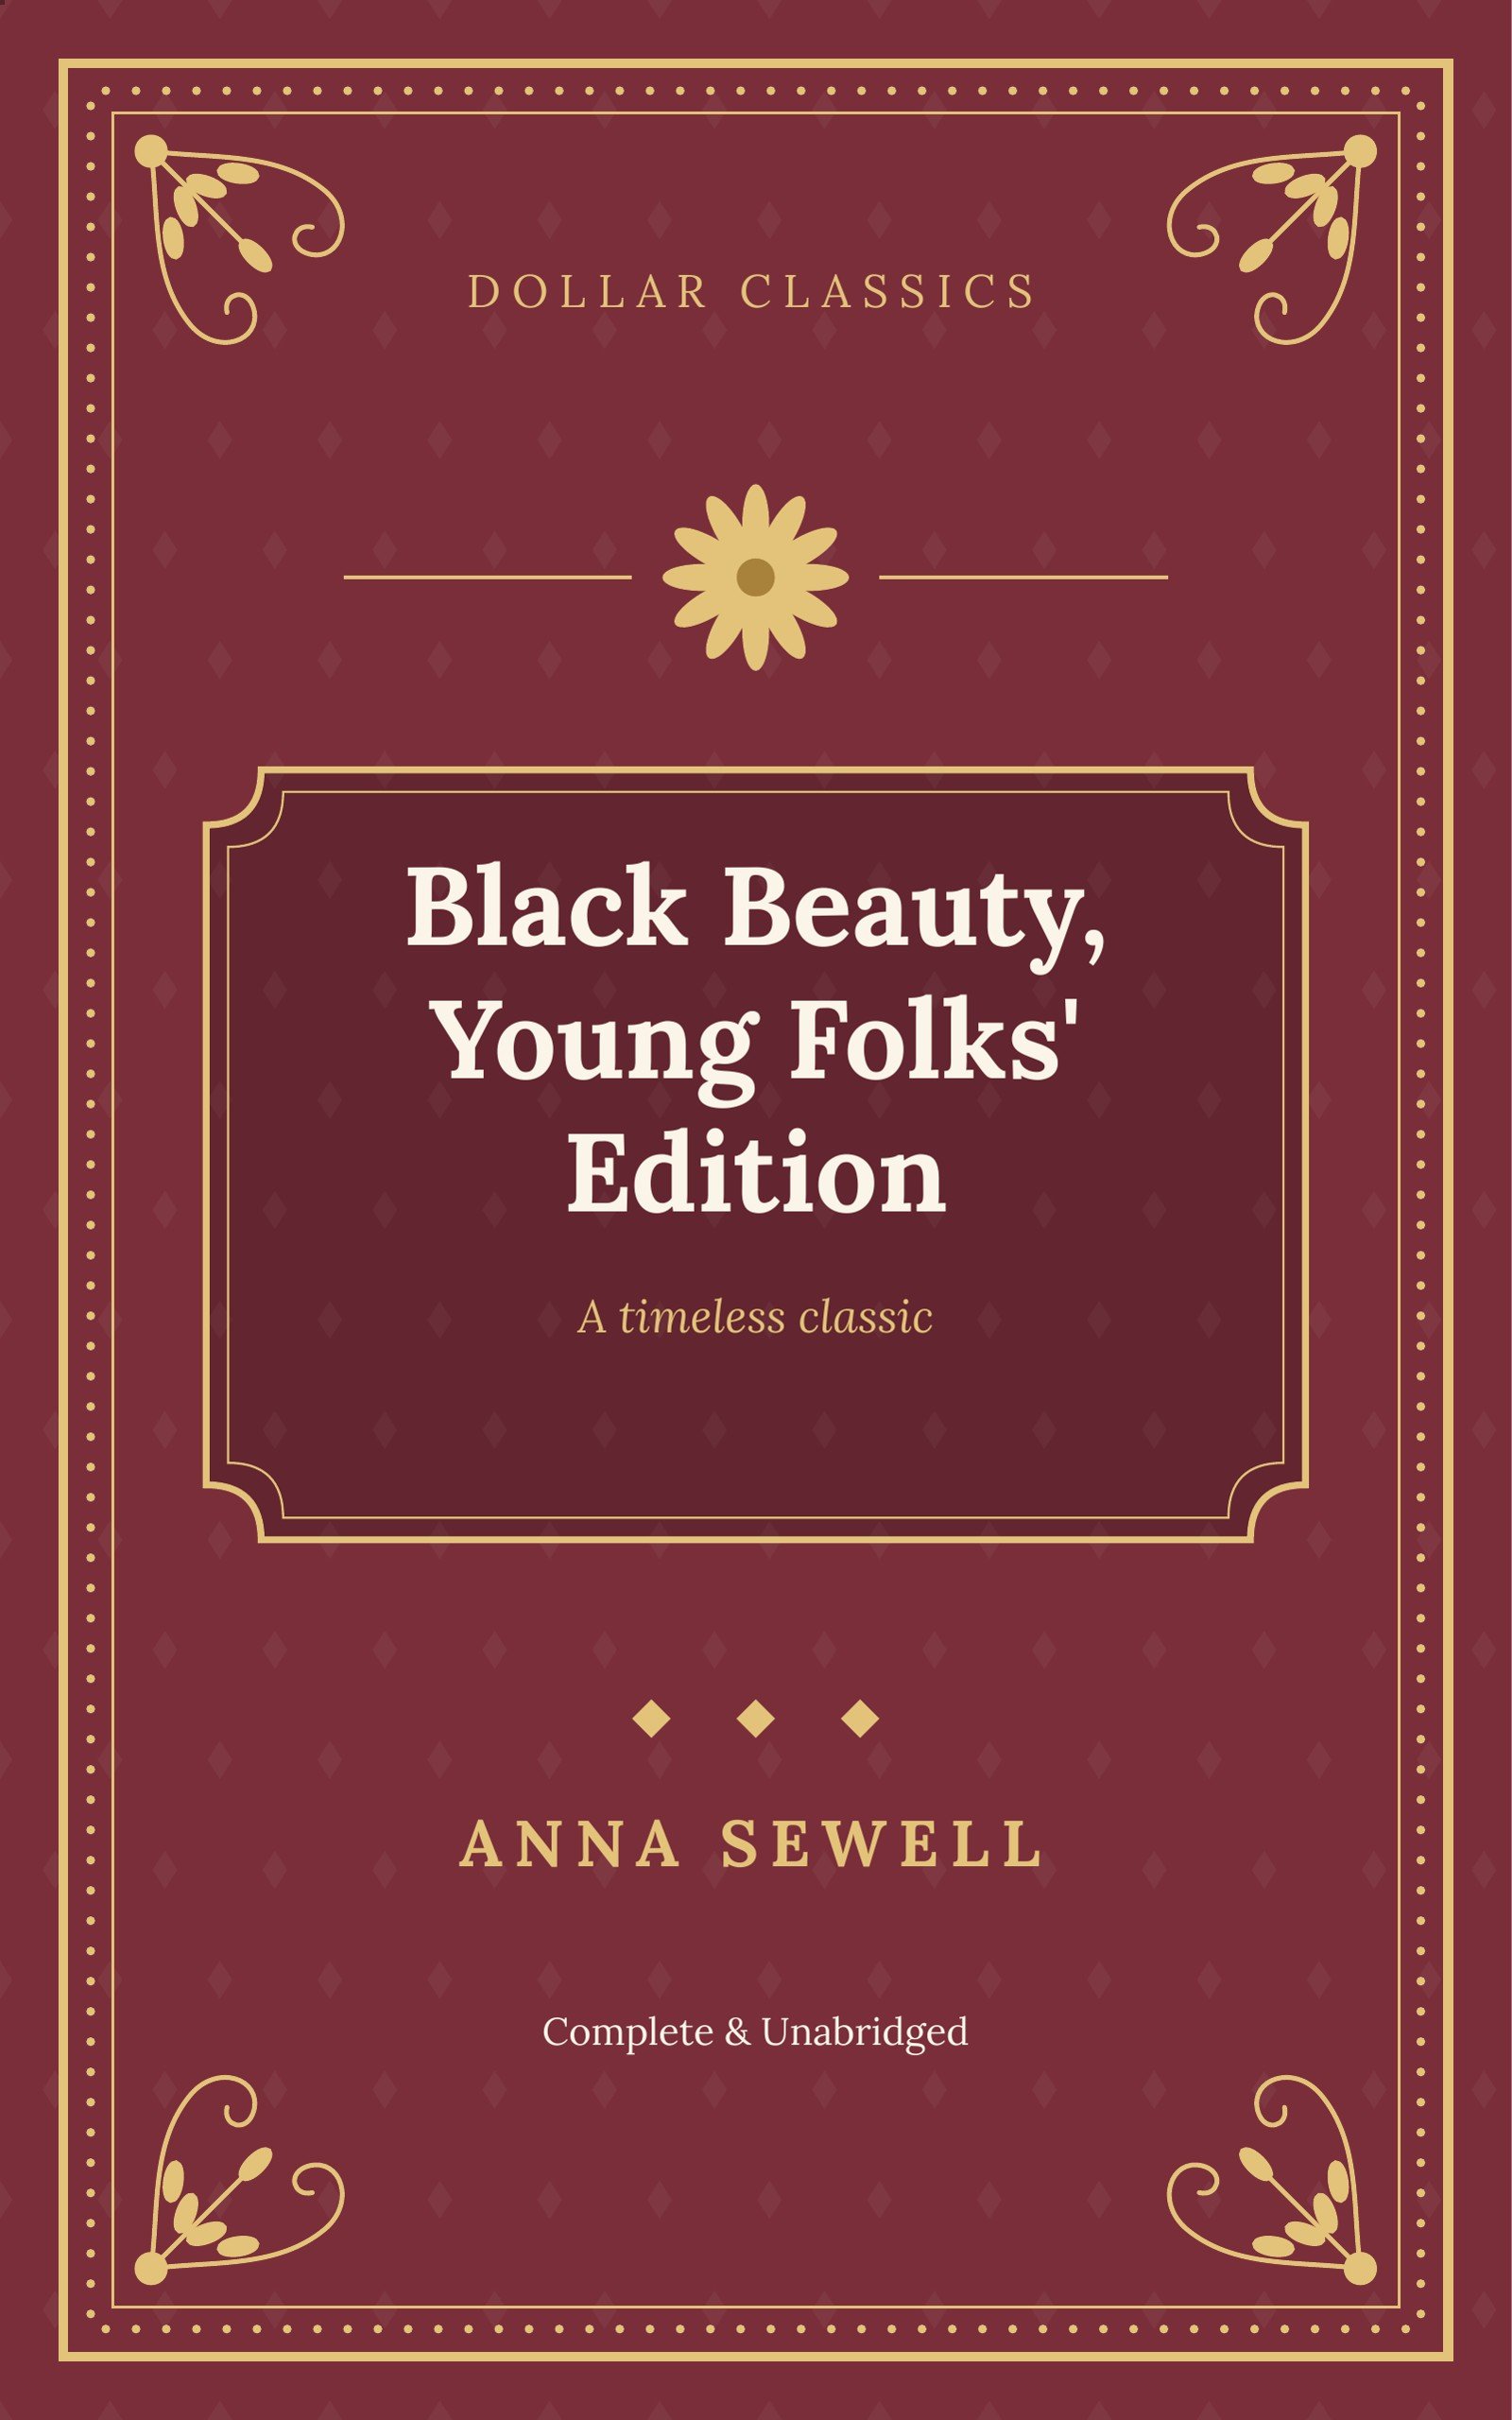 DOLLAR CLASSICS
Black Beauty,
Young Folks'
Edition
A timeless classic
ANNA SEWELL
Complete & Unabridged